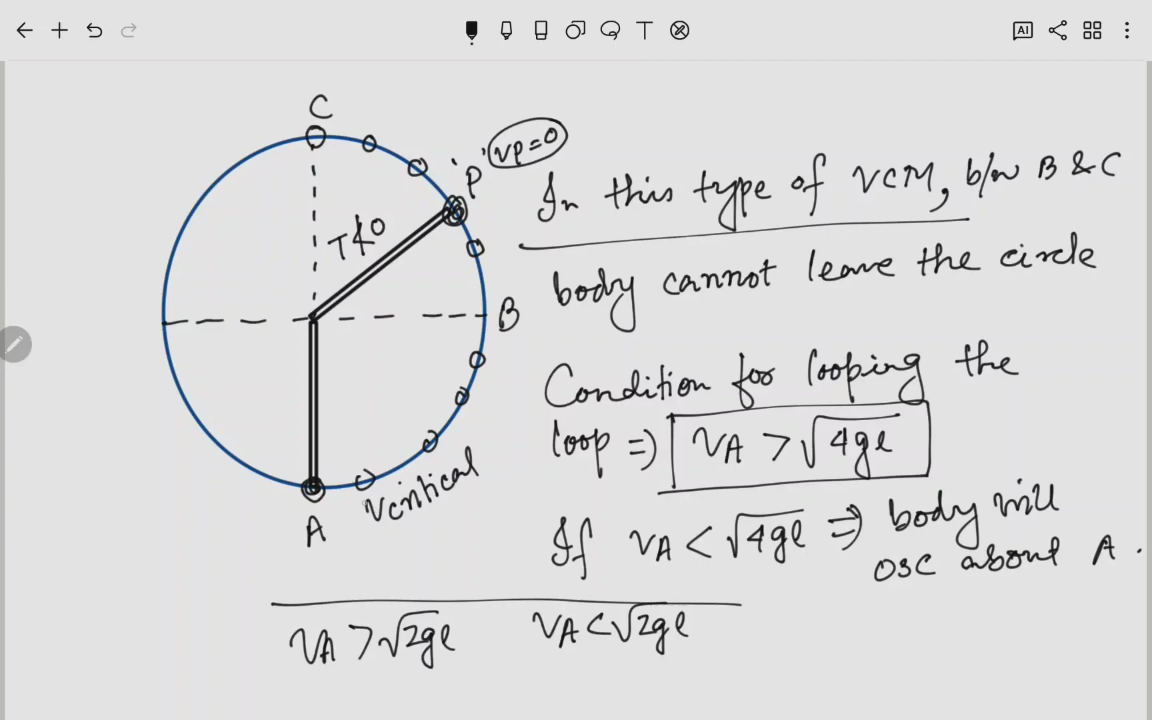 C
P
vP=0
In this type of VCM, b/w B & C
T≮0
body cannot leave the circle
B
Condition for looping the
loop ⇒ VA > √4gl
Vcritical
A
If VA < √4gl ⇒ body will
osc about A.
VA > √2gl VA < √2gl
AI
T